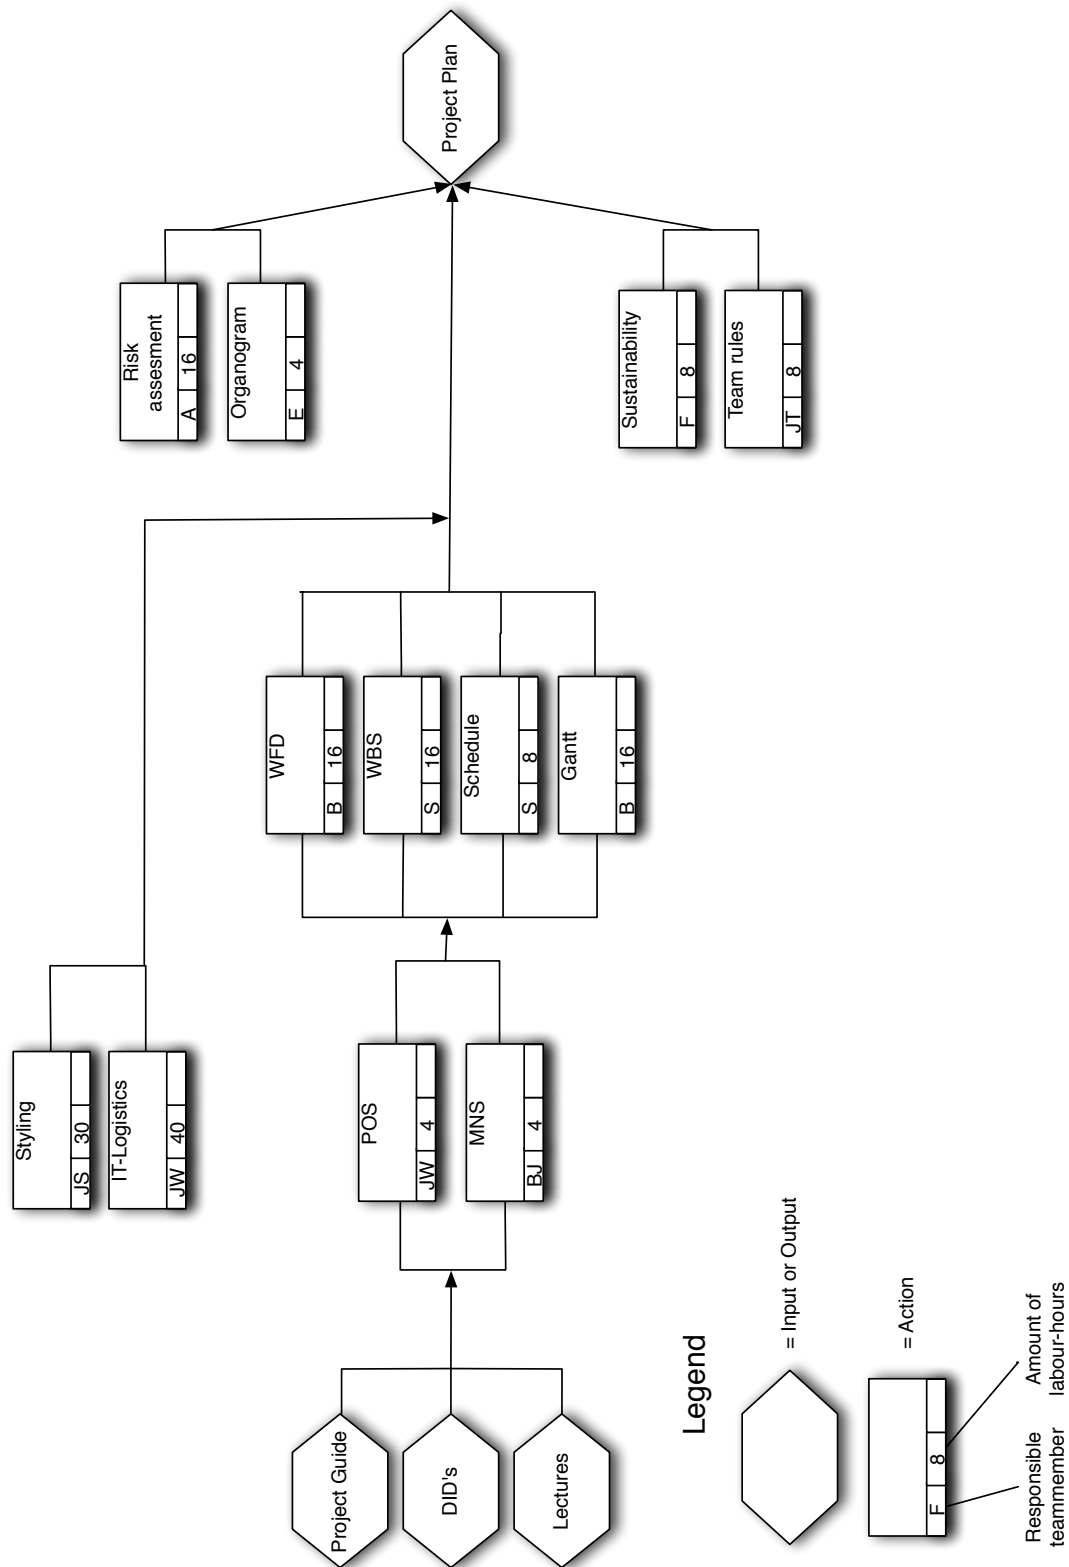 Project Guide
DID's
Lectures
Styling
JS 30
IT-Logistics
JW 40
POS
JW 4
MNS
BJ 4
WFD
B 16
WBS
S 16
Schedule
S 8
Gantt
B 16
Risk
assesment
A 16
Organogram
E 4
Sustainability
F 8
Team rules
JT 8
Project Plan
Legend
= Input or Output
= Action
F 8
Responsible
teammember
Amount of
labour-hours